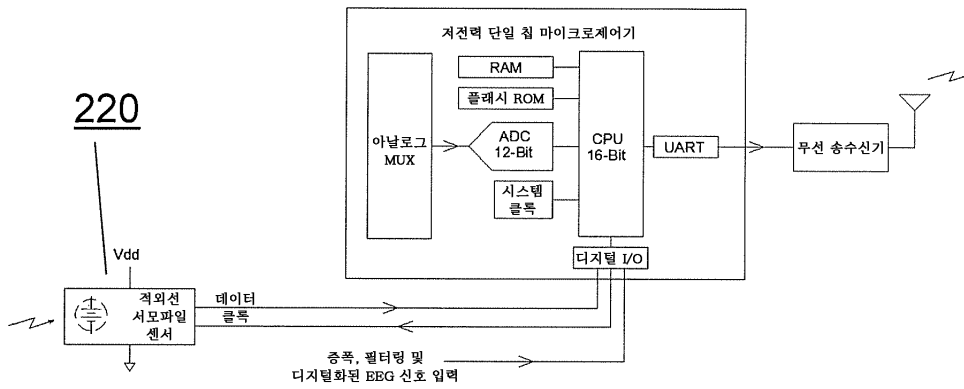 저전력 단일 칩 마이크로제어기
RAM
플래시 ROM
아날로그
MUX
ADC
12-Bit
CPU
16-Bit
UART
무선 송수신기
시스템
클록
디지털 I/O
220
Vdd
적외선
서모파일
센서
데이터
클록
증폭, 필터링 및
디지털화된 EEG 신호 입력